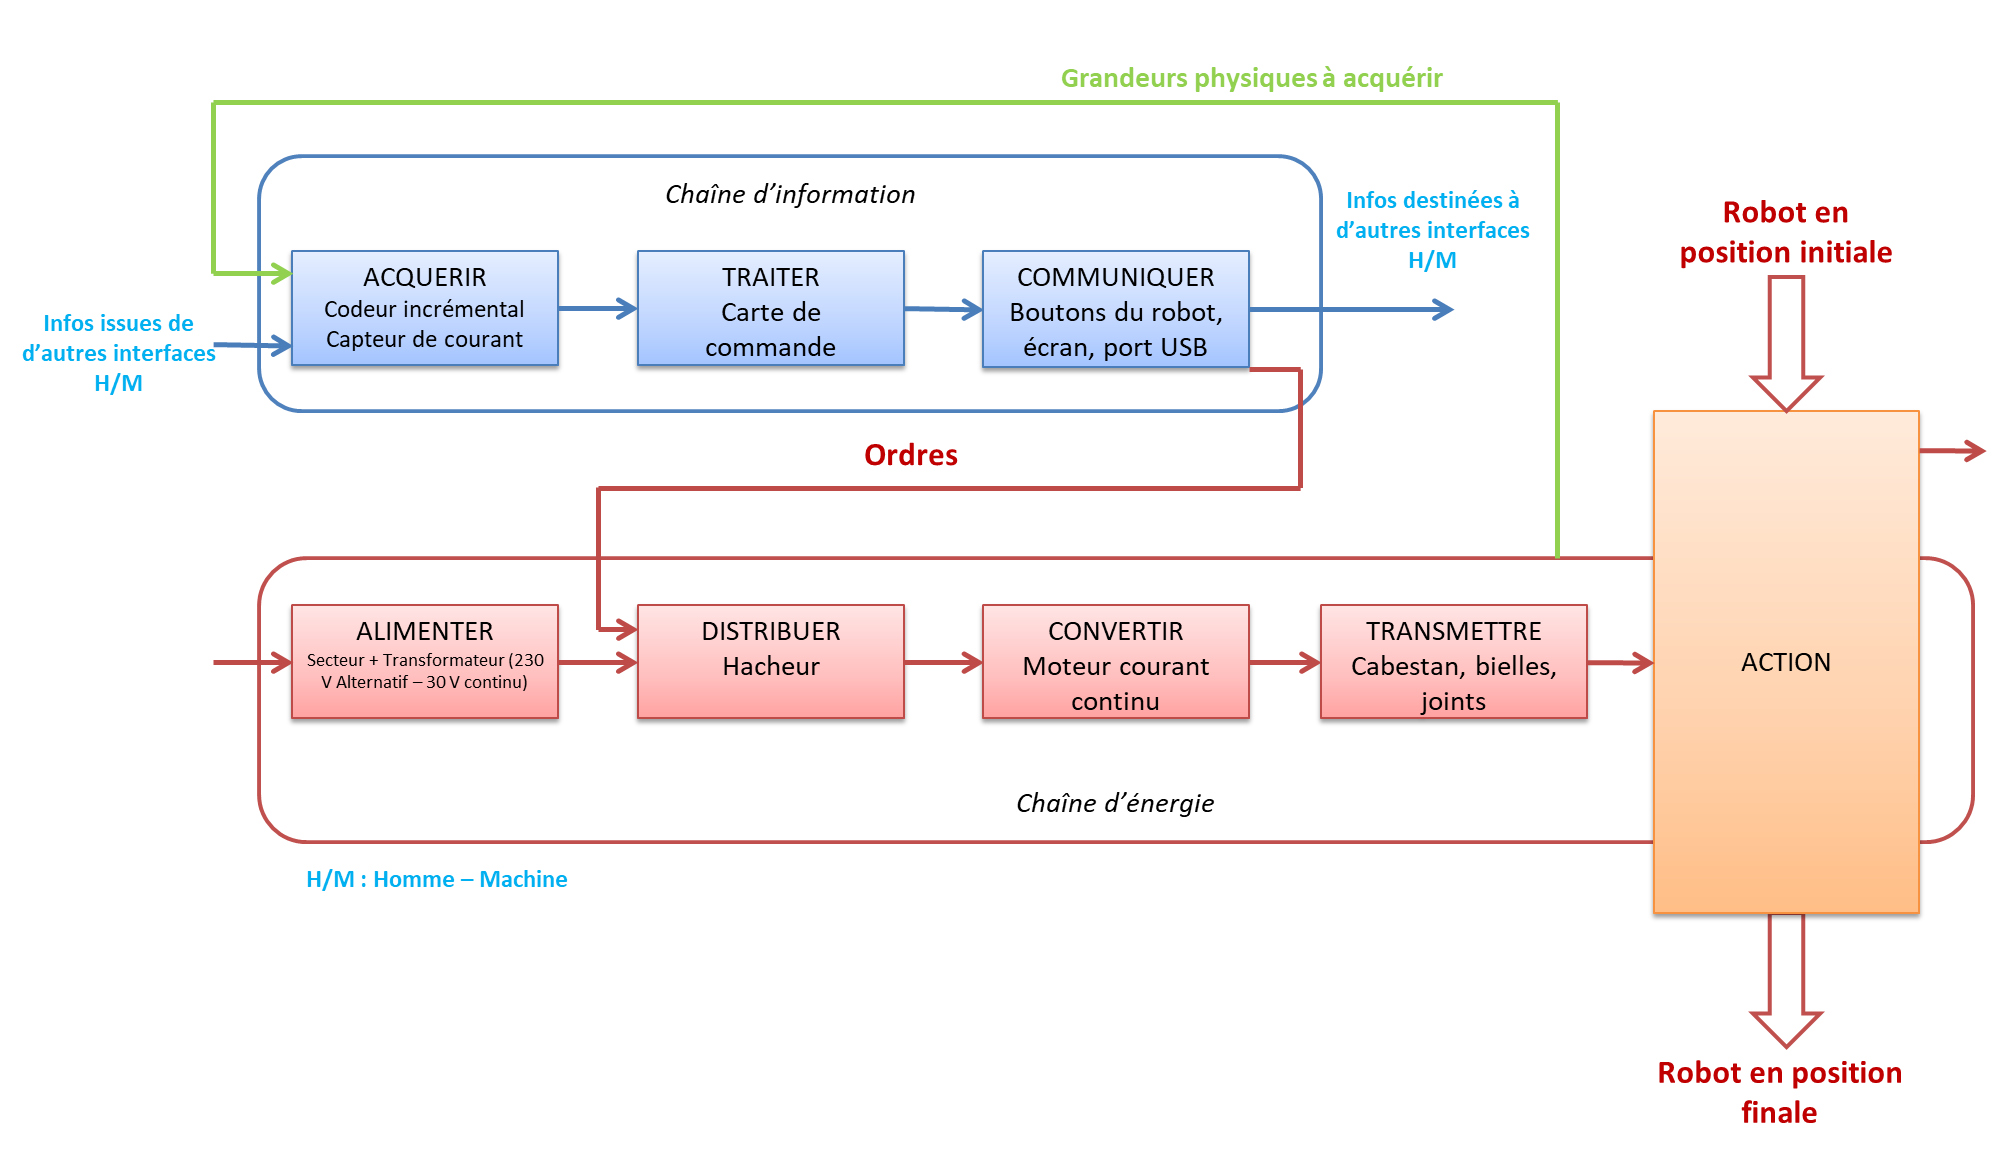 Grandeurs physiques à acquérir
Chaîne d’information
Infos destinées à
d’autres interfaces
H/M
Robot en
position initiale
Infos issues de
d’autres interfaces
H/M
ACQUERIR
Codeur incrémental
Capteur de courant
TRAITER
Carte de
commande
COMMUNIQUER
Boutons du robot,
écran, port USB
Ordres
ALIMENTER
Secteur + Transformateur (230
V Alternatif – 30 V continu)
DISTRIBUER
Hacheur
CONVERTIR
Moteur courant
continu
TRANSMETTRE
Cabestan, bielles,
joints
ACTION
Chaîne d’énergie
H/M : Homme – Machine
Robot en position
finale